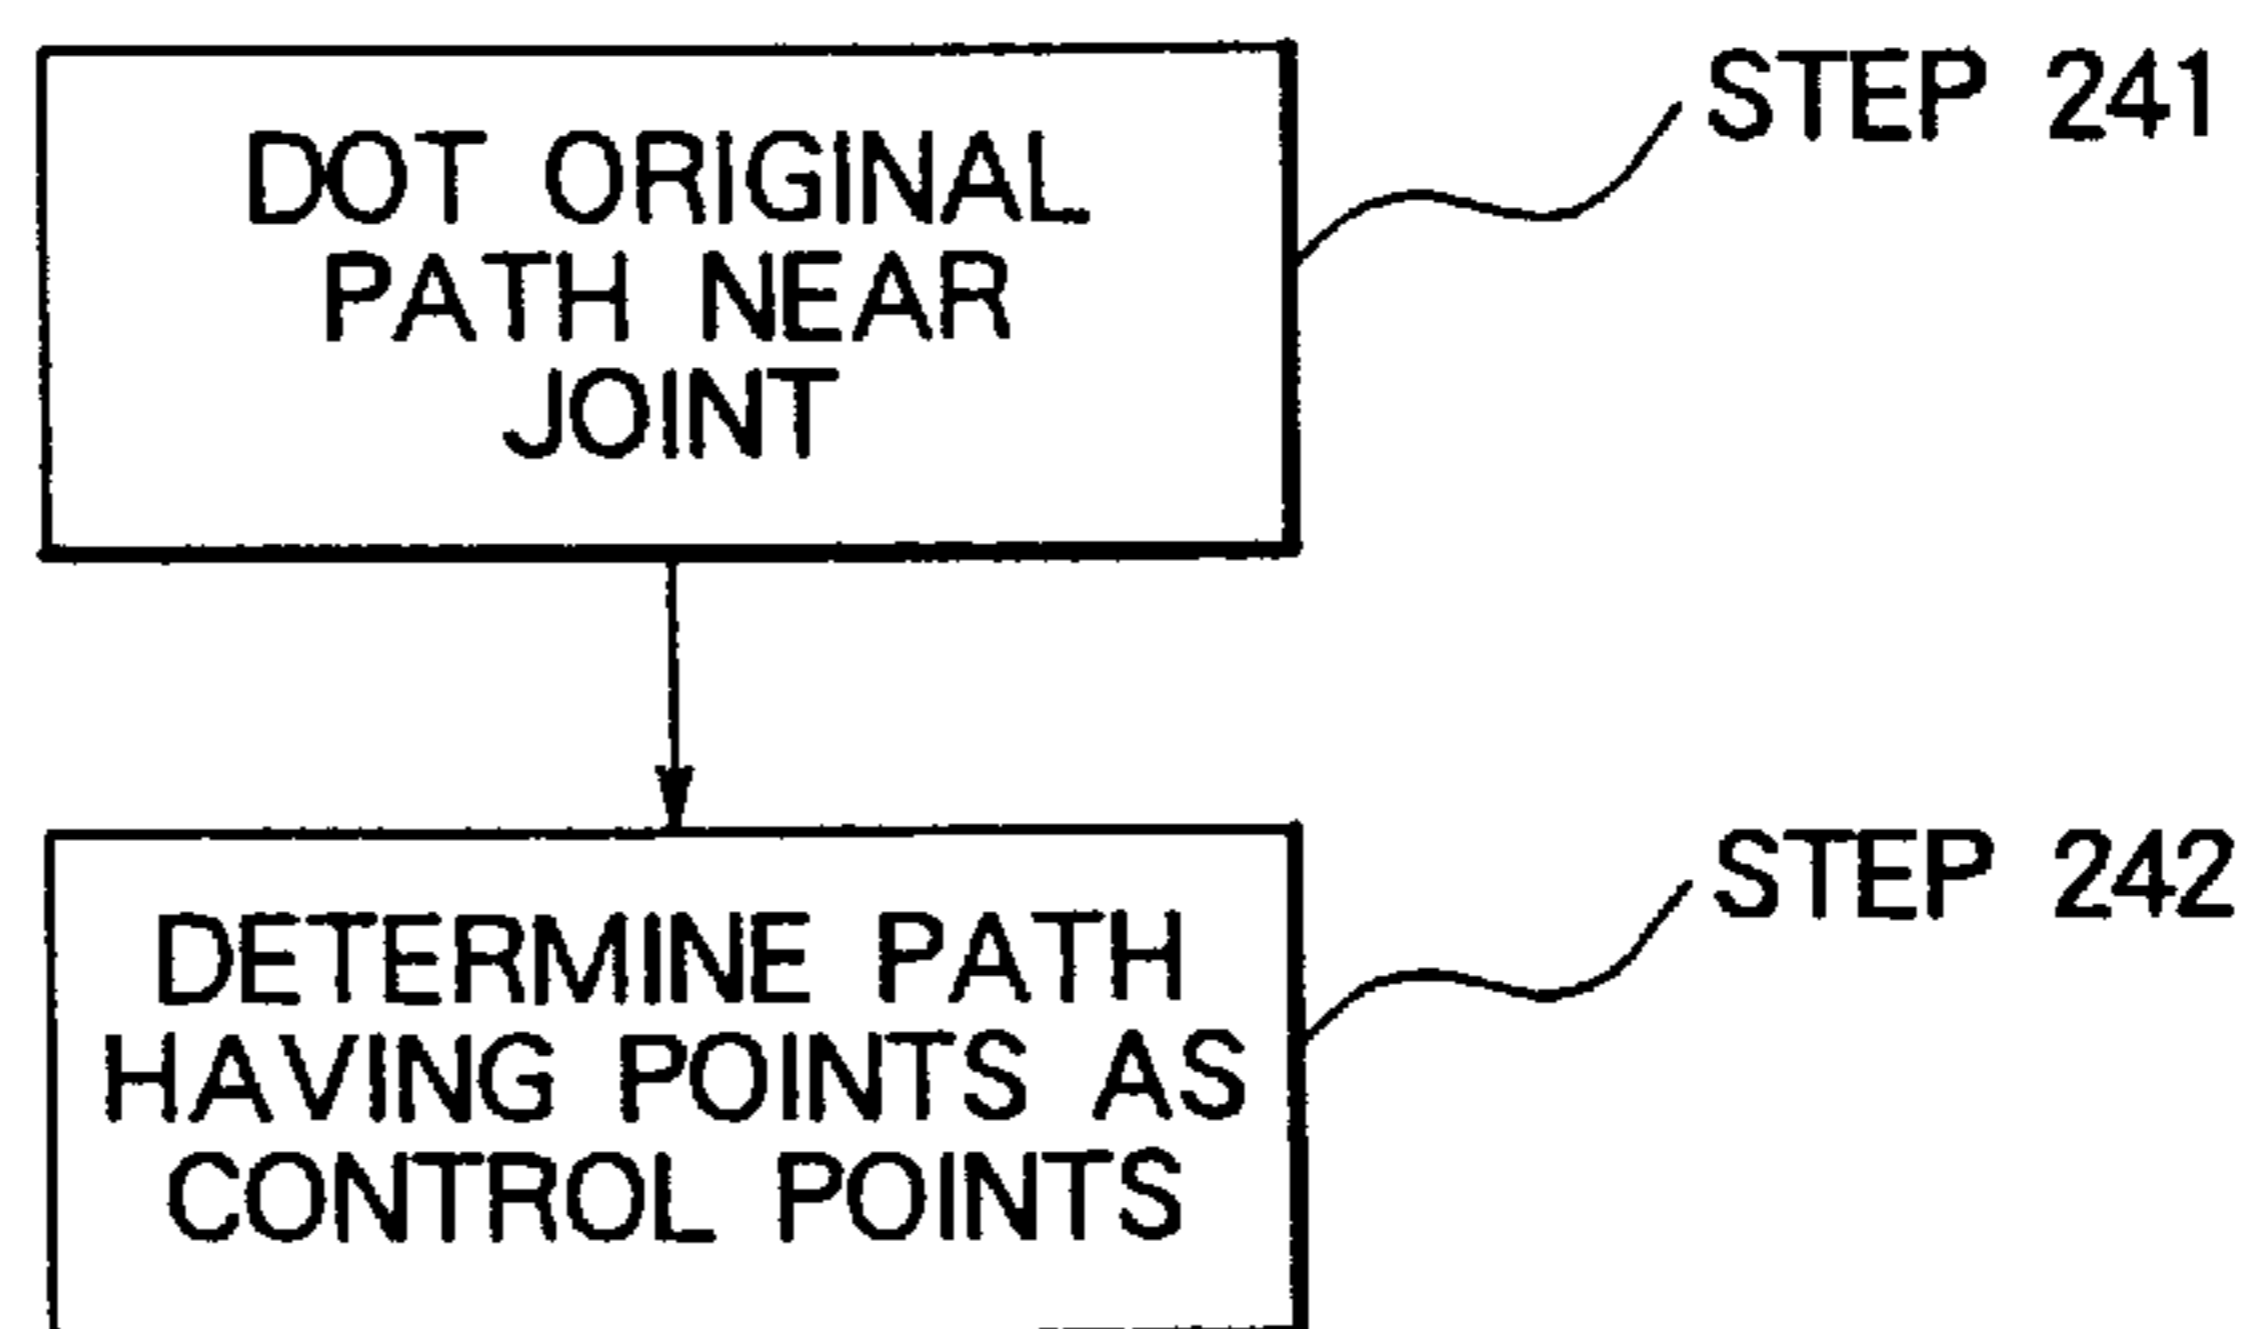 DOT ORIGINAL
PATH NEAR
JOINT
STEP 241
DETERMINE PATH
HAVING POINTS AS
CONTROL POINTS
STEP 242